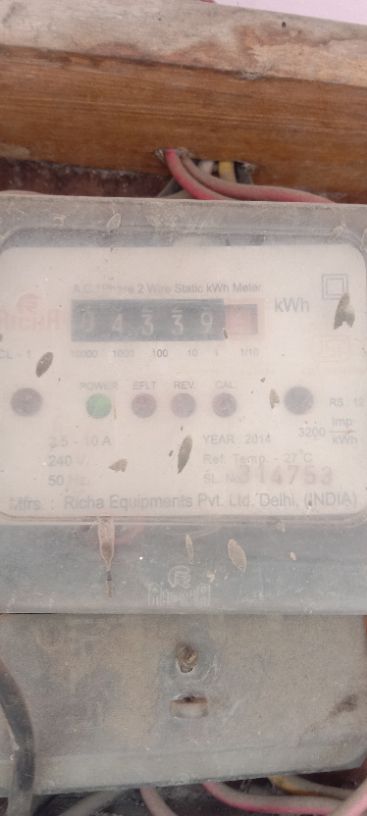 A.C. 1Phase 2 Wire Static kWh Meter
RICHA
04339
kWh
CL - 1
10000 1000 100 10 1 1/10
POWER EFLT REV. CAL.
3200 Imp/kWh
2.5 - 10 A
YEAR 2014
240 V.
Ref. Temp. - 27°C
50 Hz.
SL. No. 314753
Mfrs. : Richa Equipments Pvt. Ltd. Delhi, (INDIA)